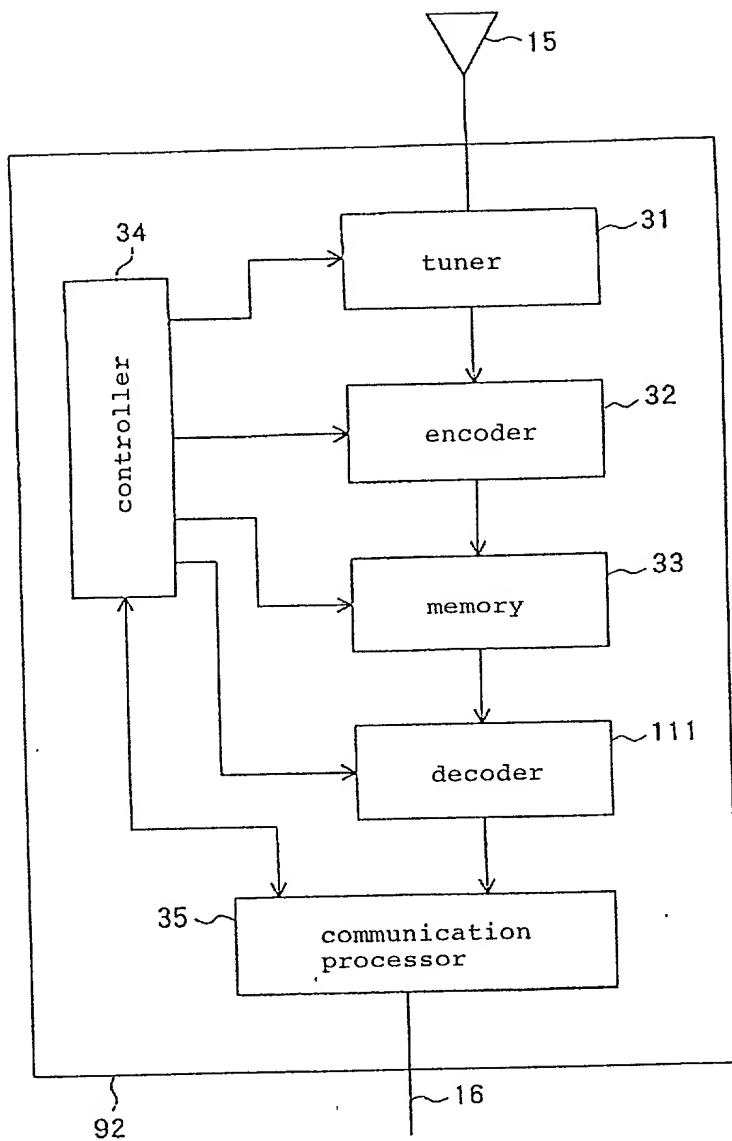 15
31
34
tuner
32
controller
encoder
33
memory
111
decoder
35
communication
processor
16
92